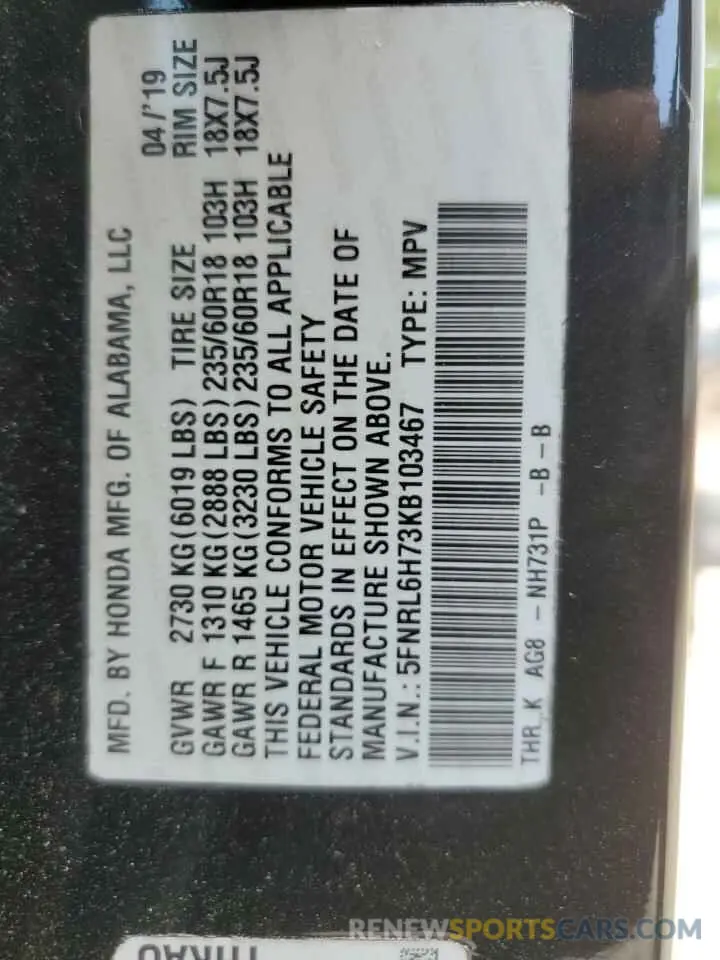 MFD. BY HONDA MFG. OF ALABAMA, LLC 04/'19
GVWR 2730 KG(6019 LBS) TIRE SIZE RIM SIZE
GAWR F 1310 KG(2888 LBS)235/60R18 103H 18X7.5J
GAWR R 1465 KG(3230 LBS)235/60R18 103H 18X7.5J
THIS VEHICLE CONFORMS TO ALL APPLICABLE
FEDERAL MOTOR VEHICLE SAFETY
STANDARDS IN EFFECT ON THE DATE OF
MANUFACTURE SHOWN ABOVE.
V.I.N.: 5FNRL6H73KB103467 TYPE: MPV
THR_K AG8 - NH731P -B-B
RENEWSPORTSCARS.COM